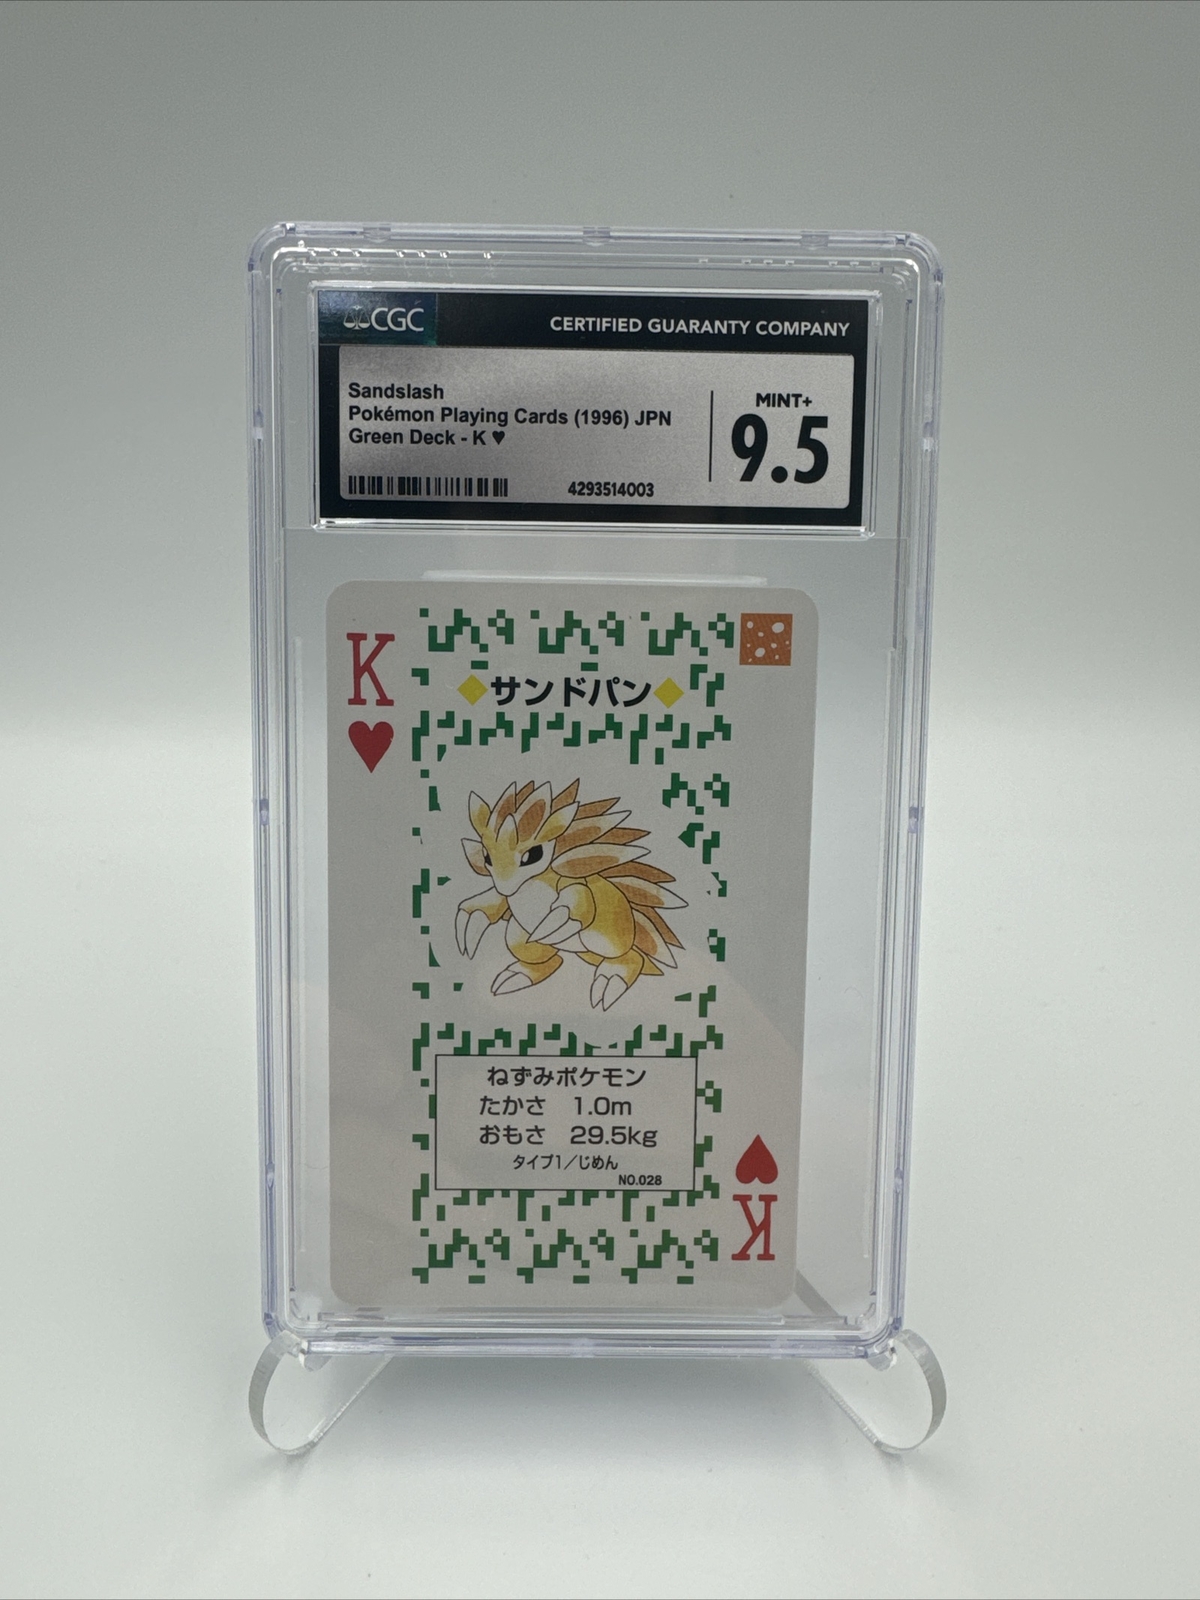 CGC
CERTIFIED GUARANTY COMPANY
Sandslash
Pokémon Playing Cards (1996) JPN
Green Deck - K ♥
MINT+
9.5
4293514003
K
♥
◆サンドパン◆
ねずみポケモン
たかさ 1.0m
おもさ 29.5kg
タイプ1/じめん
NO.028
♥
K